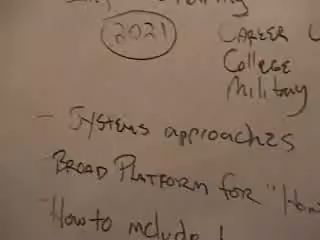 2021
CAREER
College
Military
- Systems approaches
BROAD PLATFORM FOR "
- How to include